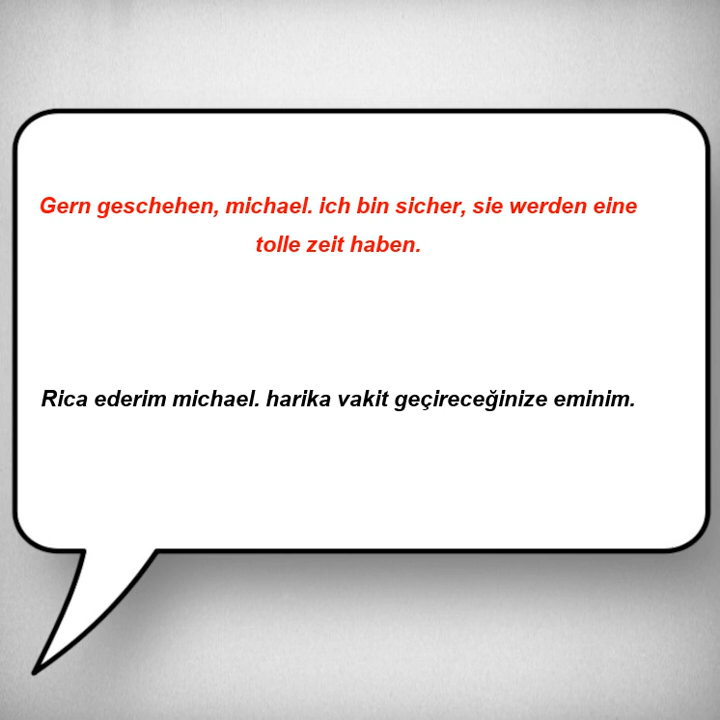 Gern geschehen, michael. ich bin sicher, sie werden eine
tolle zeit haben.
Rica ederim michael. harika vakit geçireceğinize eminim.